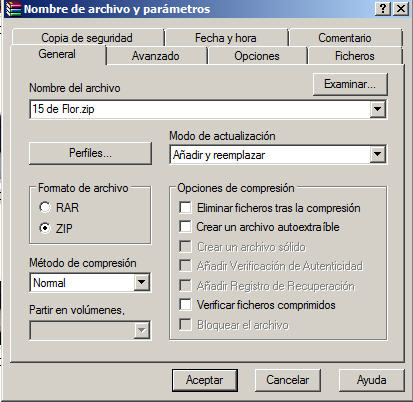 Nombre de archivo y parámetros
Copia de seguridad
Fecha y hora
Comentario
General
Avanzado
Opciones
Ficheros
Nombre del archivo
Examinar...
15 de Flor.zip
Perfiles...
Modo de actualización
Añadir y reemplazar
Formato de archivo
RAR
ZIP
Método de compresión
Normal
Partir en volúmenes,
Opciones de compresión
Eliminar ficheros tras la compresión
Crear un archivo autoextraíble
Crear un archivo sólido
Añadir Verificación de Autenticidad
Añadir Registro de Recuperación
Verificar ficheros comprimidos
Bloquear el archivo
Aceptar
Cancelar
Ayuda